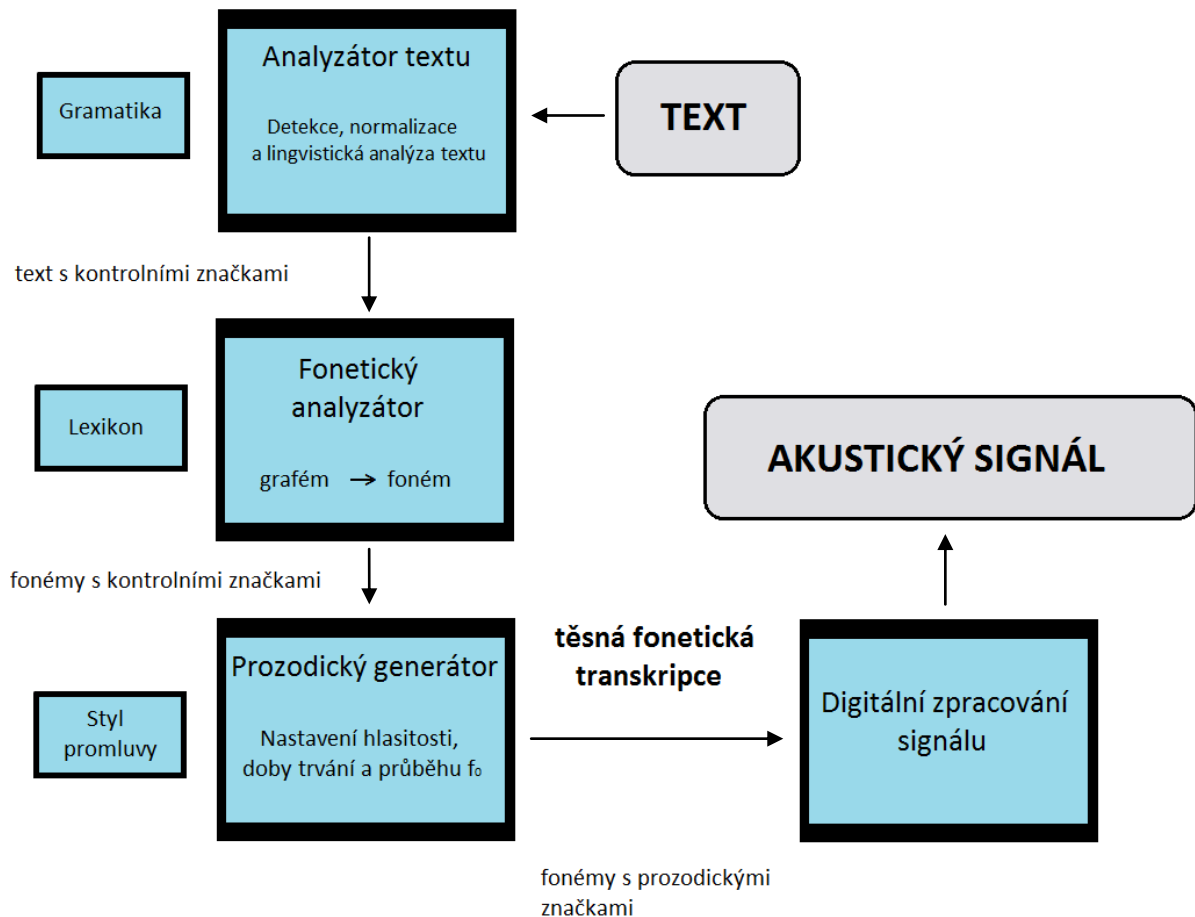 Analyzátor textu
Detekce, normalizace
a lingvistická analýza textu
Gramatika
TEXT
text s kontrolními značkami
Fonetický
analyzátor
grafém → foném
Lexikon
AKUSTICKÝ SIGNÁL
fonémy s kontrolními značkami
Prozodický generátor
Nastavení hlasitosti,
doby trvání a průběhu f₀
Styl
promluvy
těsná fonetická
transkripce
Digitální zpracování
signálu
fonémy s prozodickými
značkami